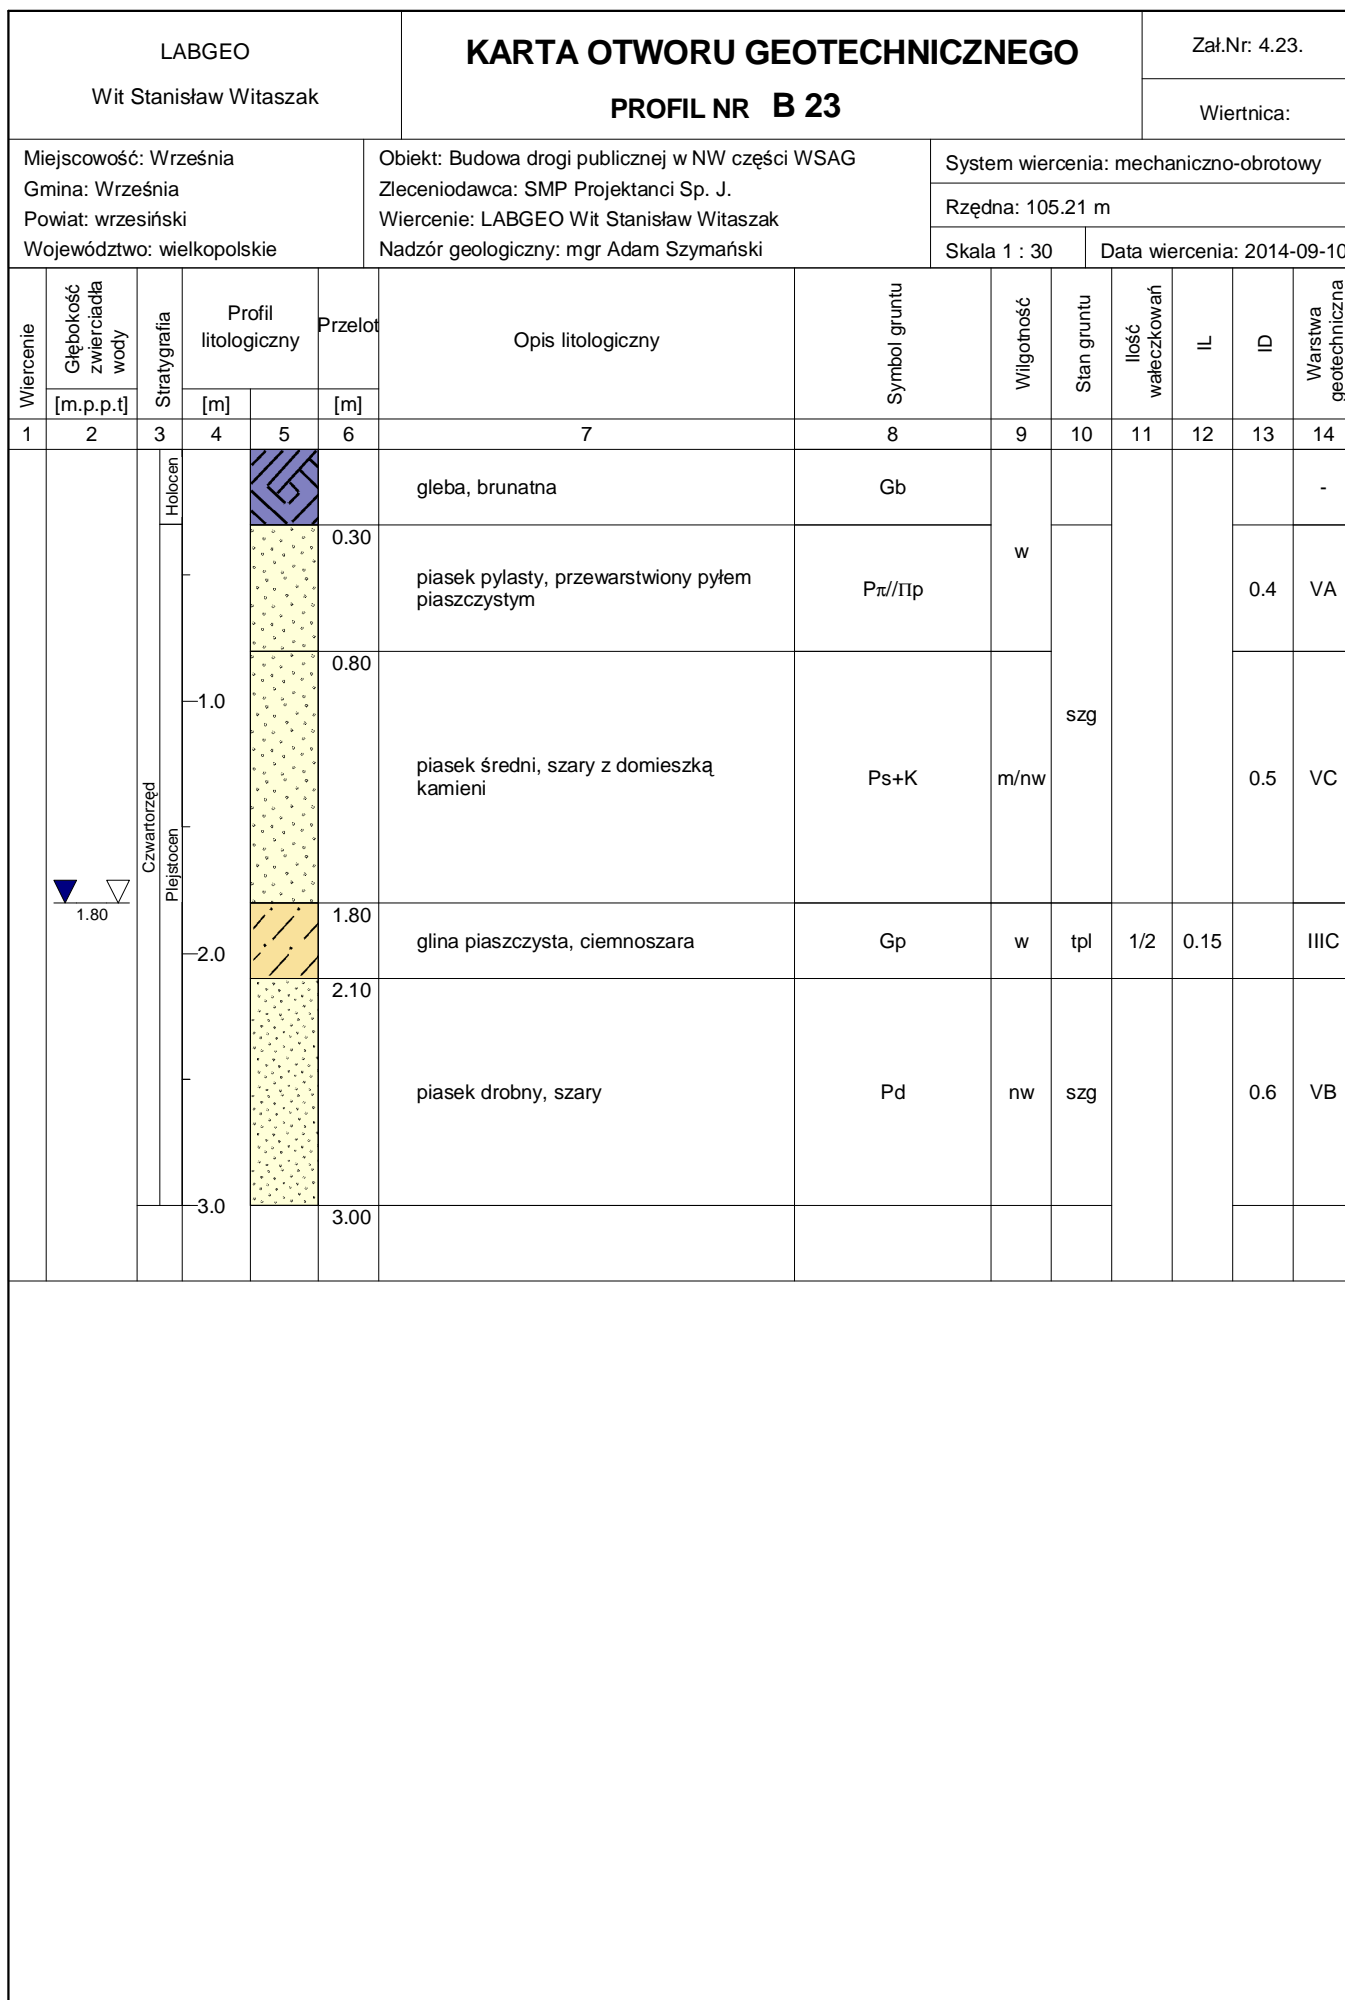 LABGEO
Wit Stanisław Witaszak
KARTA OTWORU GEOTECHNICZNEGO
PROFIL NR B 23
Zał.Nr: 4.23.
Wiertnica:
Miejscowość: Września
Gmina: Września
Powiat: wrzesiński
Województwo: wielkopolskie
Obiekt: Budowa drogi publicznej w NW części WSAG
Zleceniodawca: SMP Projektanci Sp. J.
Wiercenie: LABGEO Wit Stanisław Witaszak
Nadzór geologiczny: mgr Adam Szymański
System wiercenia: mechaniczno-obrotowy
Rzędna: 105.21 m
Skala 1 : 30
Data wiercenia: 2014-09-10
Wiercenie
Głębokość
zwierciadła
wody
[m.p.p.t]
Stratygrafia
Profil
litologiczny
[m]
Przelot
[m]
Opis litologiczny
Symbol gruntu
Wilgotność
Stan gruntu
Ilość
wałeczkowań
IL
ID
Warstwa
geotechniczna
1 2 3 4 5 6 7 8 9 10 11 12 13 14
Holocen
gleba, brunatna Gb -
0.30
w
piasek pylasty, przewarstwiony pyłem
piaszczystym
Pπ//Πp 0.4 VA
0.80
1.0
szg
piasek średni, szary z domieszką
kamieni
Ps+K m/nw 0.5 VC
Czwartorzęd
Plejstocen
1.80
1.80
glina piaszczysta, ciemnoszara Gp w tpl 1/2 0.15 IIIC
2.0
2.10
piasek drobny, szary Pd nw szg 0.6 VB
3.0
3.00